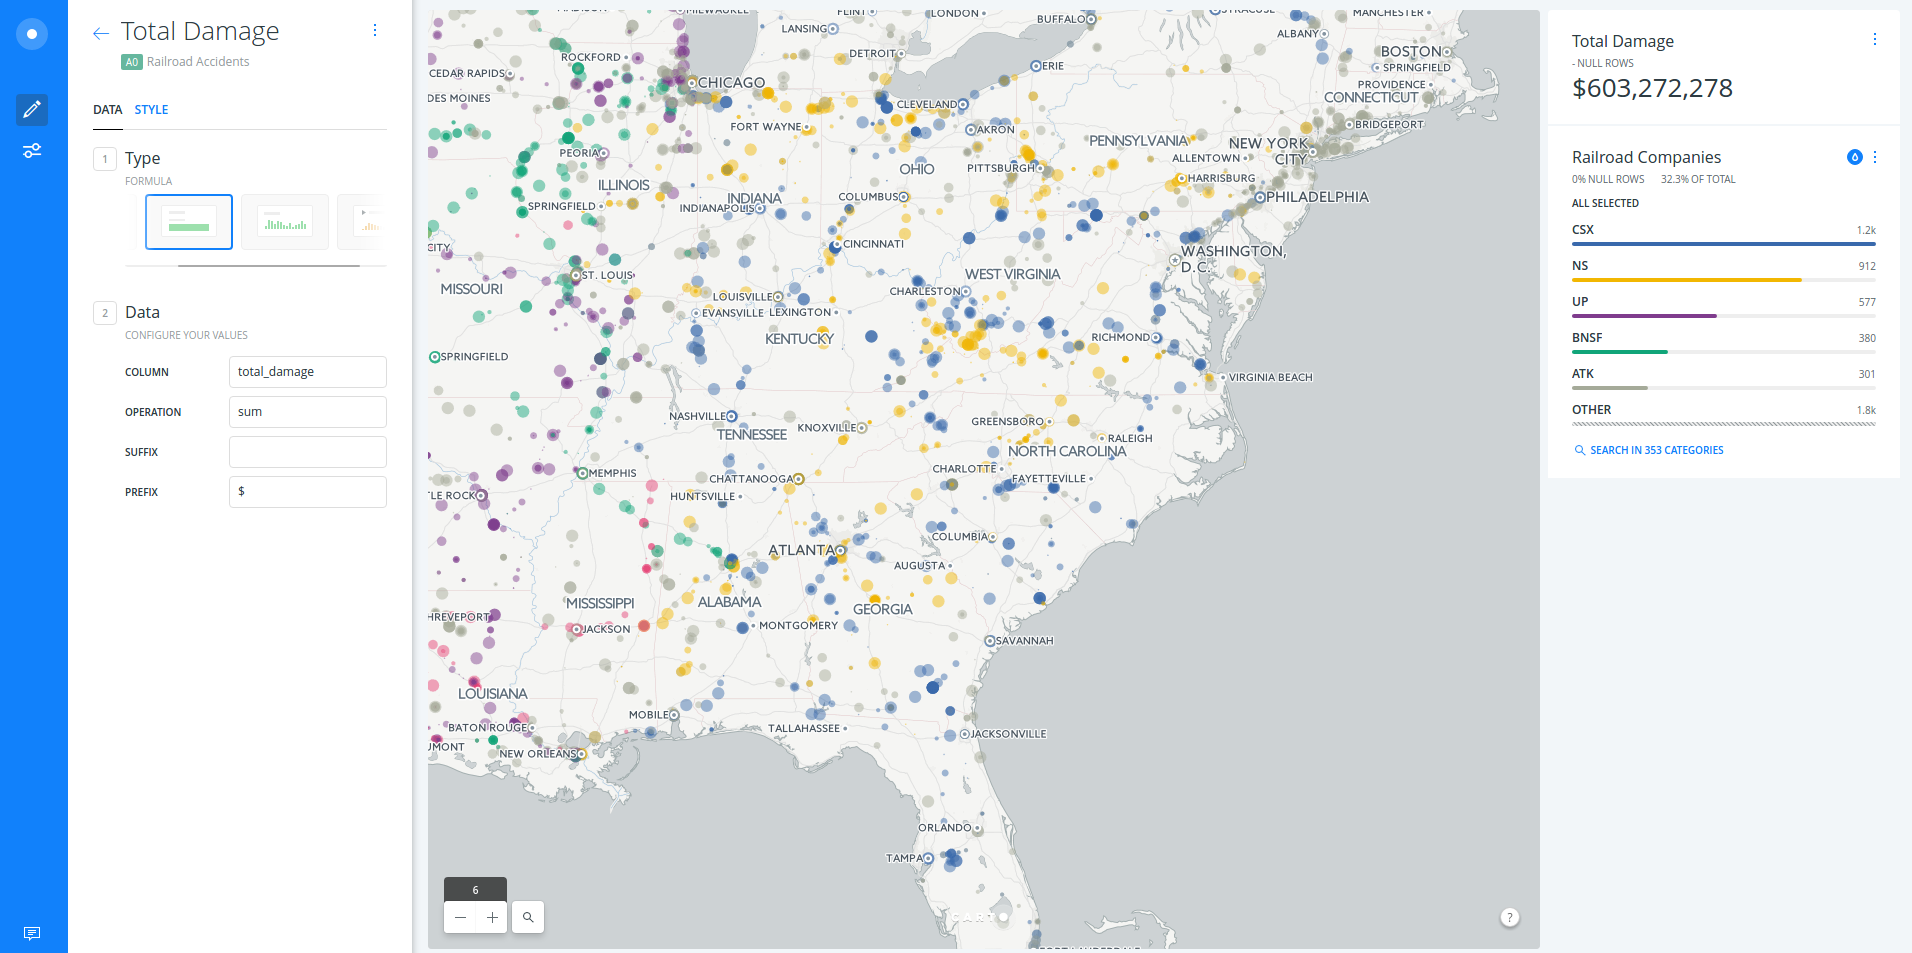 Total Damage
A0 Railroad Accidents
DATA STYLE
1 Type
FORMULA
2 Data
CONFIGURE YOUR VALUES
COLUMN total_damage
OPERATION sum
SUFFIX
PREFIX $
MILWAUKEE
FLINT
LONDON
BUFFALO
SYRACUSE
MANCHESTER
LANSING
ALBANY
ROCKFORD
DETROIT
BOSTON
CEDAR RAPIDS
ERIE
SPRINGFIELD
CHICAGO
PROVIDENCE
DES MOINES
CLEVELAND
CONNECTICUT
FORT WAYNE
AKRON
BRIDGEPORT
PENNSYLVANIA
NEW YORK
CITY
PEORIA
ALLENTOWN
OHIO
PITTSBURGH
ILLINOIS
HARRISBURG
INDIANA
COLUMBUS
PHILADELPHIA
SPRINGFIELD
INDIANAPOLIS
CITY
CINCINNATI
WASHINGTON,
D.C.
ST. LOUIS
WEST VIRGINIA
MISSOURI
CHARLESTON
LOUISVILLE
EVANSVILLE
LEXINGTON
KENTUCKY
RICHMOND
SPRINGFIELD
VIRGINIA BEACH
NASHVILLE
GREENSBORO
TENNESSEE
KNOXVILLE
RALEIGH
NORTH CAROLINA
MEMPHIS
CHARLOTTE
CHATTANOOGA
FAYETTEVILLE
TLE ROCK
HUNTSVILLE
COLUMBIA
ATLANTA
AUGUSTA
MISSISSIPPI
ALABAMA
GEORGIA
HREVEPORT
JACKSON
MONTGOMERY
SAVANNAH
LOUISIANA
MOBILE
BATON ROUGE
TALLAHASSEE
JACKSONVILLE
UMONT
NEW ORLEANS
ORLANDO
TAMPA
CARTO
FORT LAUDERDALE
6
?
Total Damage
- NULL ROWS
$603,272,278
Railroad Companies
0% NULL ROWS 32.3% OF TOTAL
ALL SELECTED
CSX 1.2k
NS 912
UP 577
BNSF 380
ATK 301
OTHER 1.8k
SEARCH IN 353 CATEGORIES